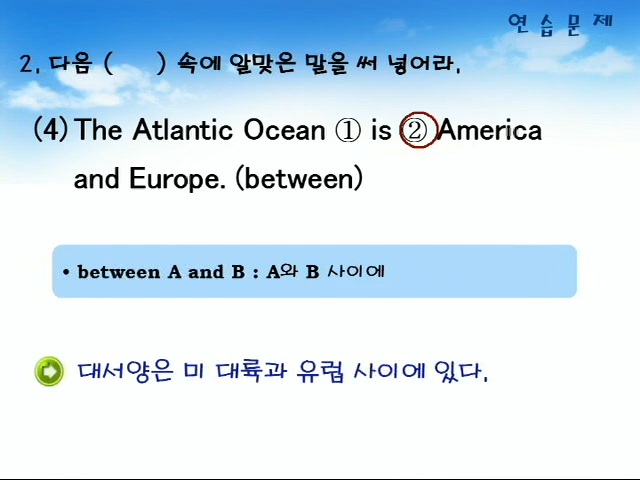 연습문제
2. 다음 (    ) 속에 알맞은 말을 써 넣어라.
(4) The Atlantic Ocean ① is ② America
and Europe. (between)
• between A and B : A와 B 사이에
대서양은 미 대륙과 유럽 사이에 있다.